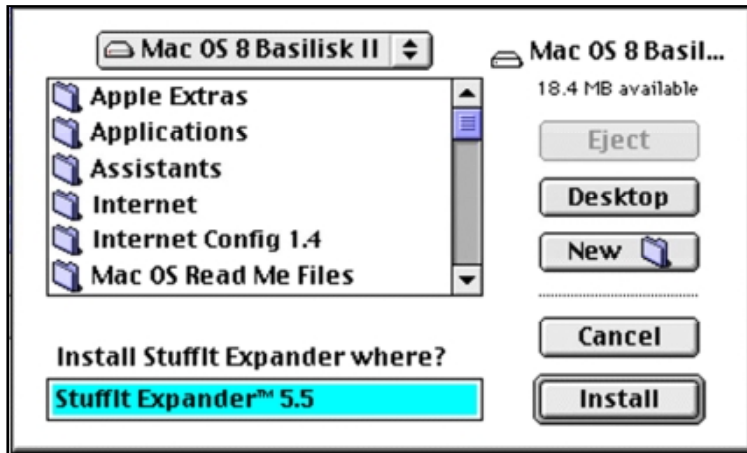 Mac OS 8 Basilisk II
Mac OS 8 Basil...
18.4 MB available
Apple Extras
Applications
Assistants
Internet
Internet Config 1.4
Mac OS Read Me Files
Eject
Desktop
New
Install StuffIt Expander where?
StuffIt Expander™ 5.5
Cancel
Install